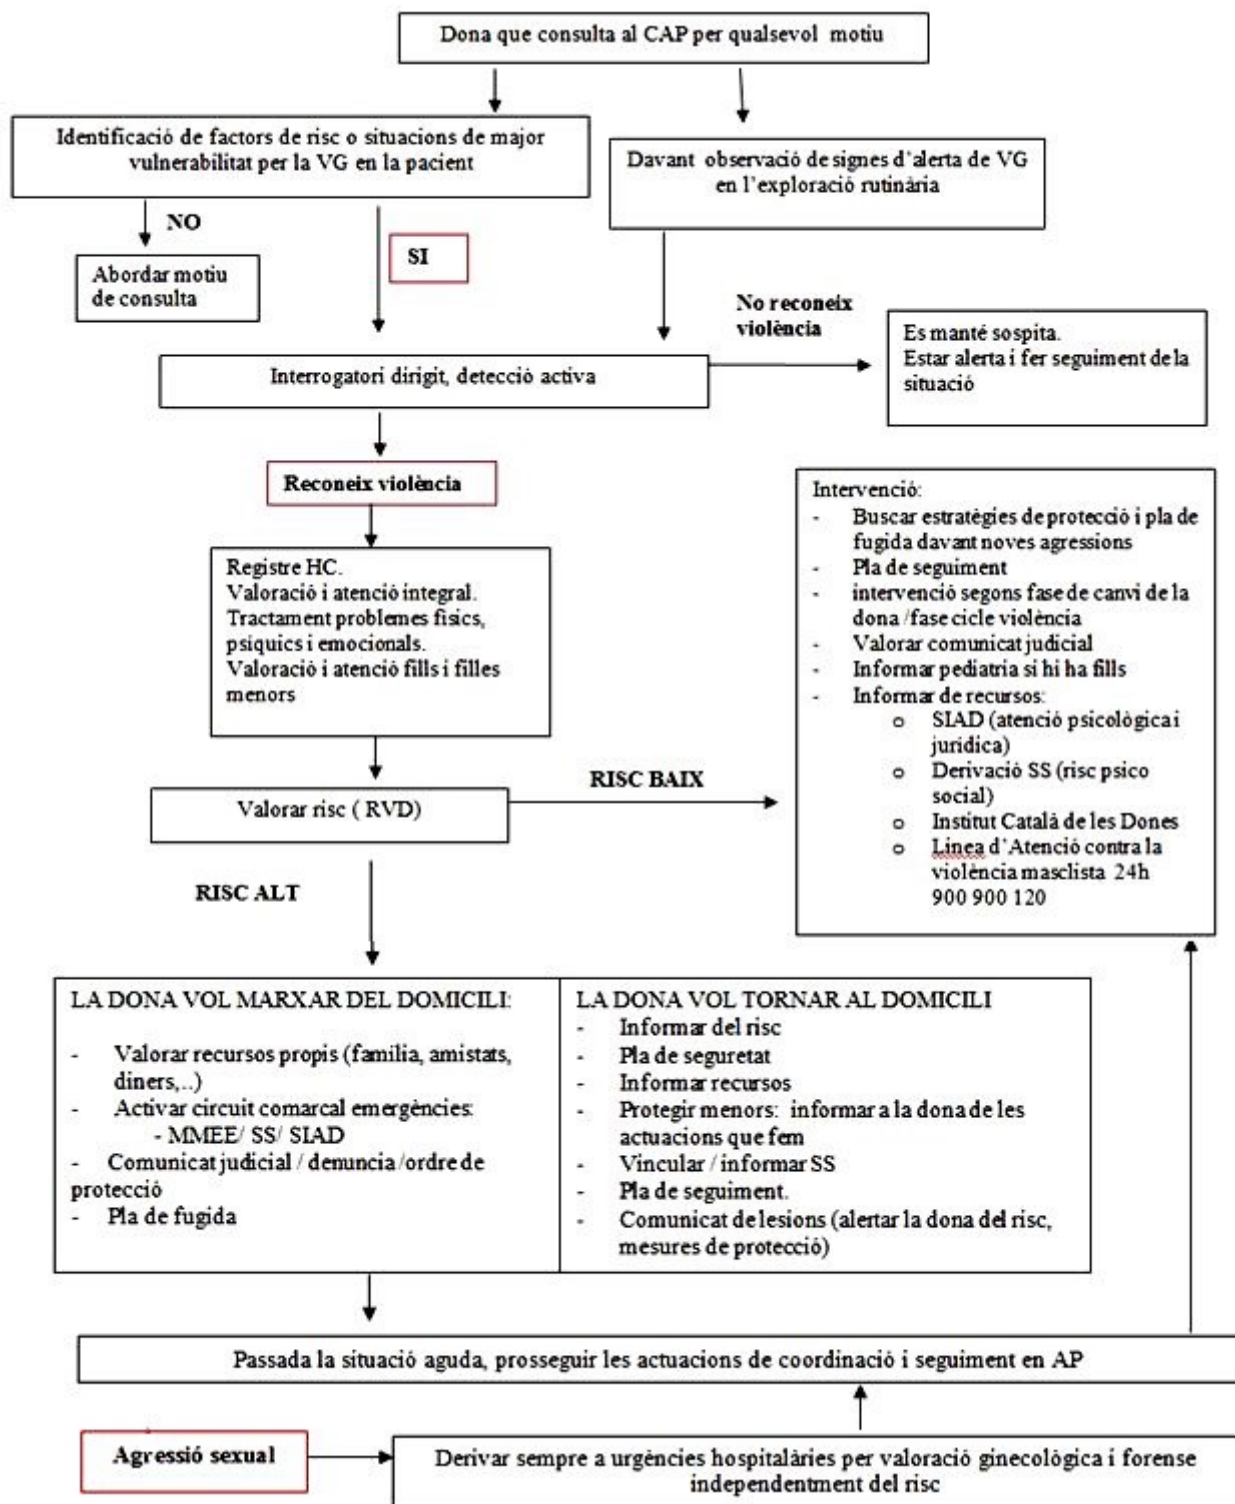 Dona que consulta al CAP per qualsevol motiu
Identificació de factors de risc o situacions de major
vulnerabilitat per la VG en la pacient
Davant observació de signes d'alerta de VG
en l'exploració rutinària
NO
SI
Abordar motiu
de consulta
No reconeix
violència
Es manté sospita.
Estar alerta i fer seguiment de la
situació
Interrogatori dirigit, detecció activa
Reconeix violència
Registre HC.
Valoració i atenció integral.
Tractament problemes físics,
psíquics i emocionals.
Valoració i atenció fills i filles
menors
Intervenció:
- Buscar estratègies de protecció i pla de
fugida davant noves agressions
- Pla de seguiment
- intervenció segons fase de canvi de la
dona /fase cicle violència
- Valorar comunicat judicial
- Informar pediatria si hi ha fills
- Informar de recursos:
o SIAD (atenció psicològica i
jurídica)
o Derivació SS (risc psico
social)
o Institut Català de les Dones
o Línea d'Atenció contra la
violència masclista 24h
900 900 120
Valorar risc ( RVD)
RISC BAIX
RISC ALT
LA DONA VOL MARXAR DEL DOMICILI:
- Valorar recursos propis (família, amistats,
diners,..)
- Activar circuit comarcal emergències:
- MMEE/ SS/ SIAD
- Comunicat judicial / denuncia /ordre de
protecció
- Pla de fugida
LA DONA VOL TORNAR AL DOMICILI
- Informar del risc
- Pla de seguretat
- Informar recursos
- Protegir menors: informar a la dona de les
actuacions que fem
- Vincular / informar SS
- Pla de seguiment.
- Comunicat de lesions (alertar la dona del risc,
mesures de protecció)
Passada la situació aguda, prosseguir les actuacions de coordinació i seguiment en AP
Agressió sexual
Derivar sempre a urgències hospitalàries per valoració ginecològica i forense
independentment del risc